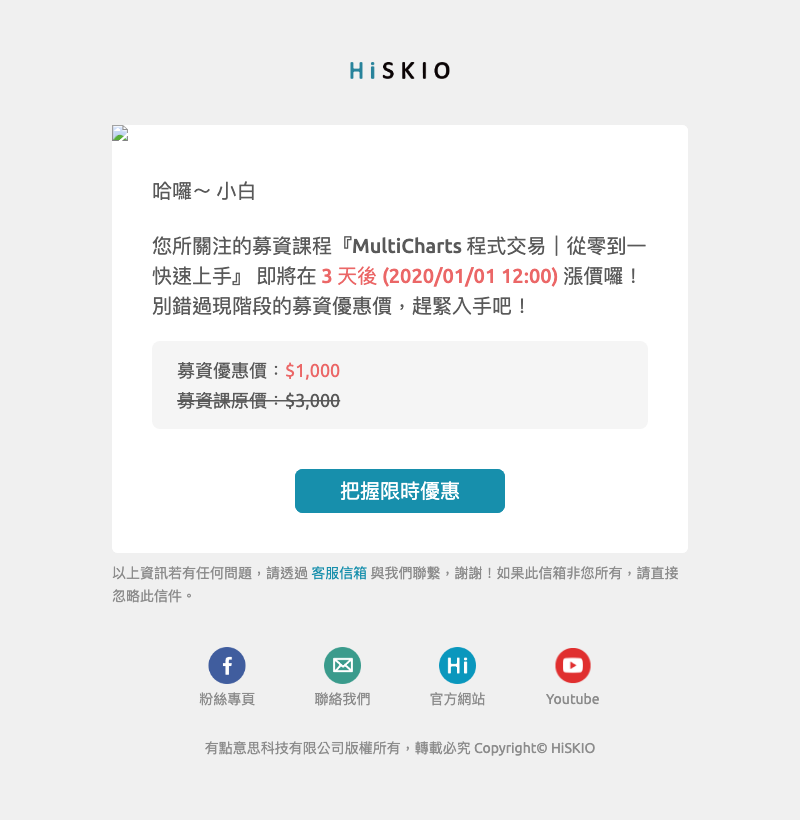 HiSKIO
哈囉～ 小白
您所關注的募資課程『MultiCharts 程式交易｜從零到一
快速上手』 即將在 3 天後 (2020/01/01 12:00) 漲價囉！
別錯過現階段的募資優惠價，趕緊入手吧！
募資優惠價：$1,000
募資課原價：$3,000
把握限時優惠
以上資訊若有任何問題，請透過 客服信箱 與我們聯繫，謝謝！如果此信箱非您所有，請直接
忽略此信件。
Hi
粉絲專頁 聯絡我們 官方網站 Youtube
有點意思科技有限公司版權所有，轉載必究 Copyright© HiSKIO